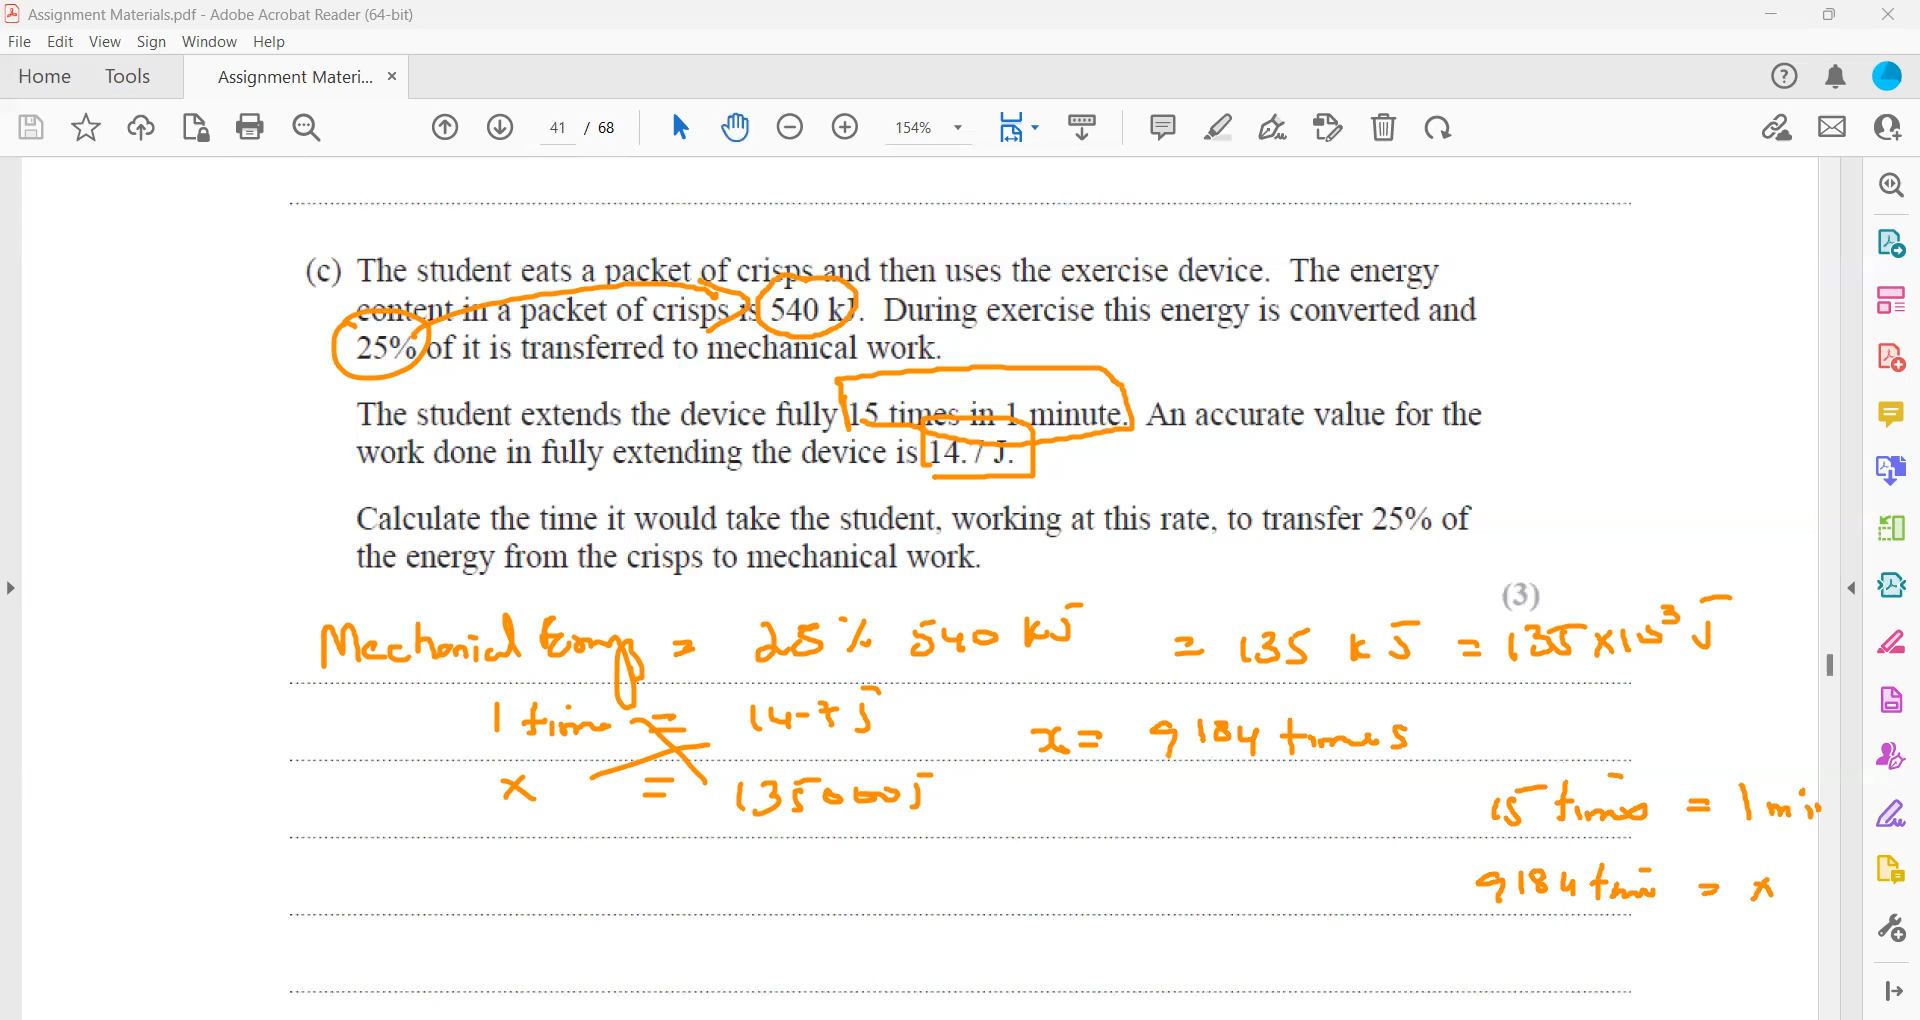 Assignment Materials.pdf - Adobe Acrobat Reader (64-bit)
File Edit View Sign Window Help
Home Tools Assignment Materi... ×
41 / 68 154%
(c) The student eats a packet of crisps and then uses the exercise device. The energy
content in a packet of crisps is 540 kJ. During exercise this energy is converted and
25% of it is transferred to mechanical work.
The student extends the device fully 15 times in 1 minute. An accurate value for the
work done in fully extending the device is 14.7 J.
Calculate the time it would take the student, working at this rate, to transfer 25% of
the energy from the crisps to mechanical work.
(3)
= 25 % 540 kJ = 135 kJ = 135 x 10³ J
1 time = 14.7 J
x = 135000 J
x = 9184 times
15 times = 1 min
9184 = x